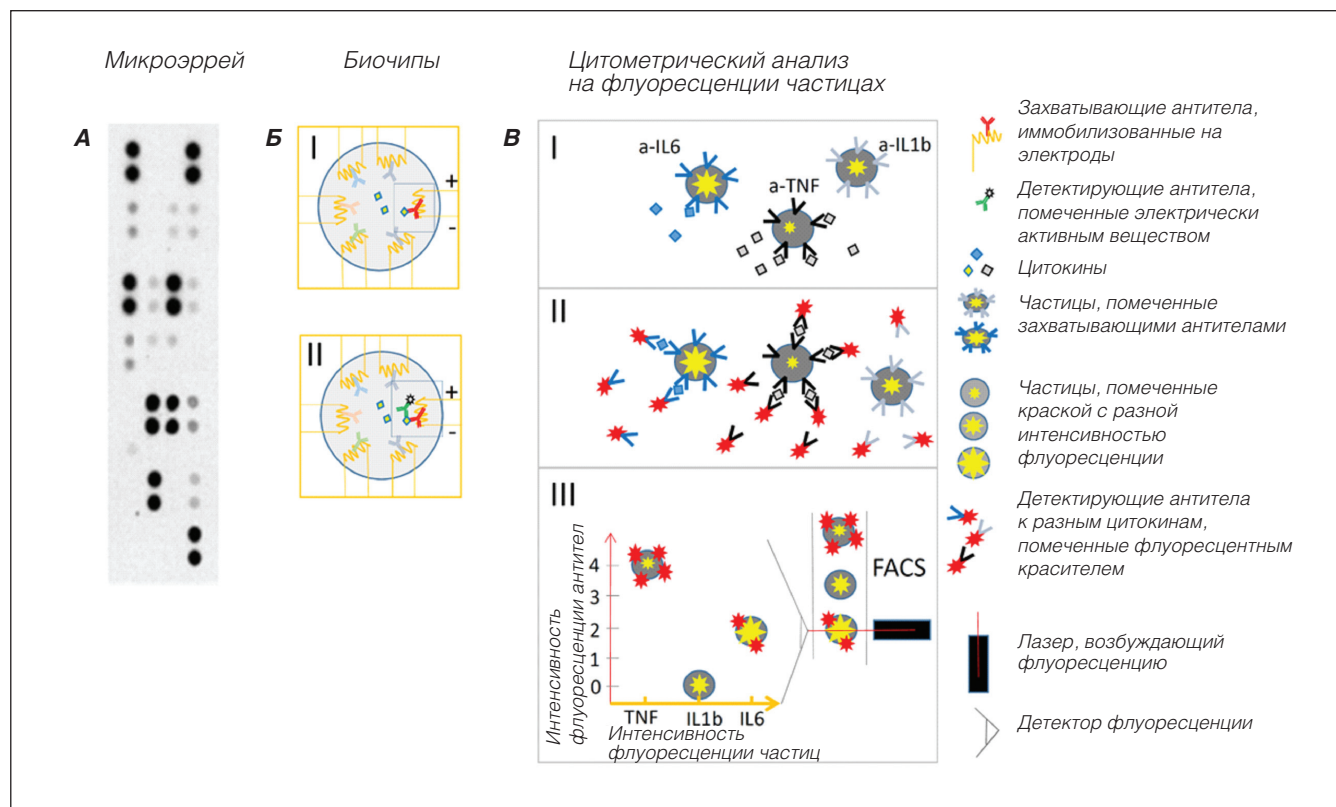 Микроэррей
Биочипы
Цитометрический анализ
на флуоресценции частицах
А
Б
I
+
-
II
+
-
В
I
a-IL6
a-TNF
a-IL1b
II
III
Интенсивность
флуоресценции антител
4
3
2
1
0
TNF
IL1b
IL6
Интенсивность
флуоресценции частиц
FACS
Захватывающие антитела,
иммобилизованные на
электроды
Детектирующие антитела,
помеченные электрически
активным веществом
Цитокины
Частицы, помеченные
захватывающими антителами
Частицы, помеченные
краской с разной
интенсивностью
флуоресценции
Детектирующие антитела
к разным цитокинам,
помеченные флуоресцентным
красителем
Лазер, возбуждающий
флуоресценцию
Детектор флуоресценции